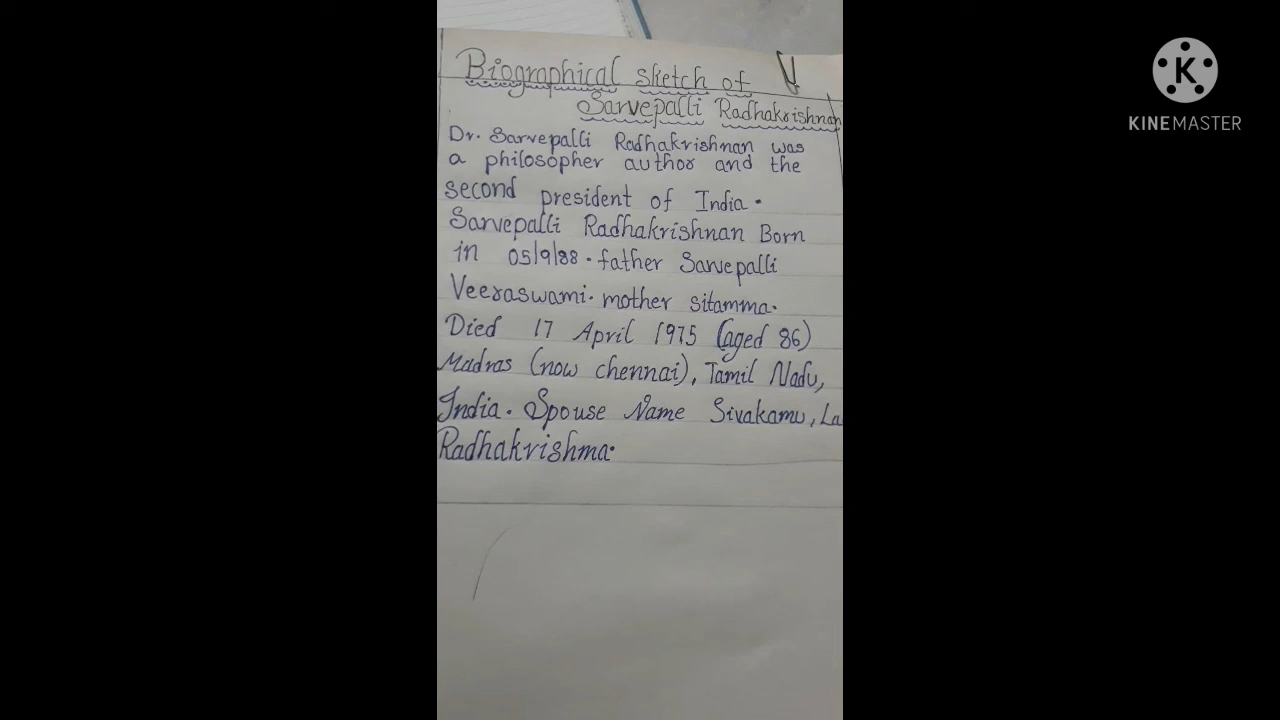 Biographical sketch of
Sarvepalli Radhakrishnan
Dr. Sarvepalli Radhakrishnan was
a philosopher author and the
second president of India.
Sarvepalli Radhakrishnan Born
in 05/9/88. father Sarvepalli
Veeraswami. mother sitamma.
Died 17 April 1975 (aged 86)
Madras (now chennai), Tamil Nadu,
India. Spouse Name Sivakamu, La
Radhakrishma.
KINEMASTER